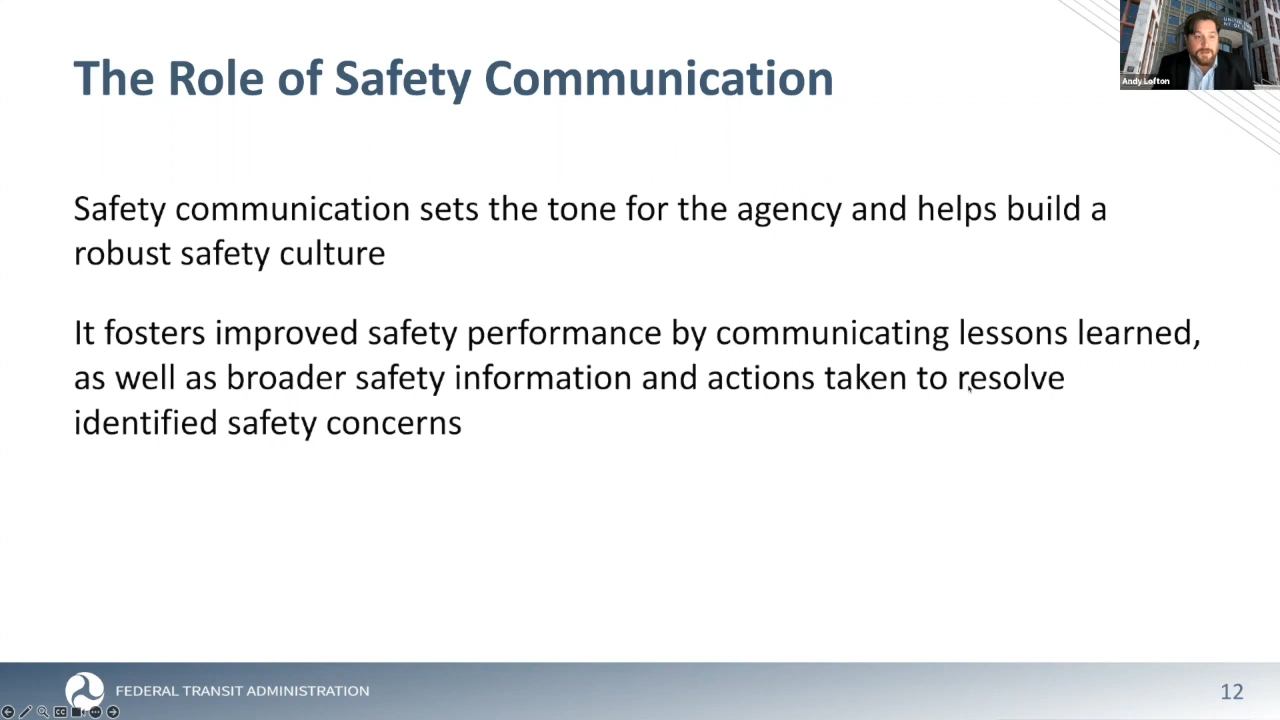 The Role of Safety Communication
Andy Lofton
Safety communication sets the tone for the agency and helps build a
robust safety culture
It fosters improved safety performance by communicating lessons learned,
as well as broader safety information and actions taken to resolve
identified safety concerns
FEDERAL TRANSIT ADMINISTRATION
12
CC